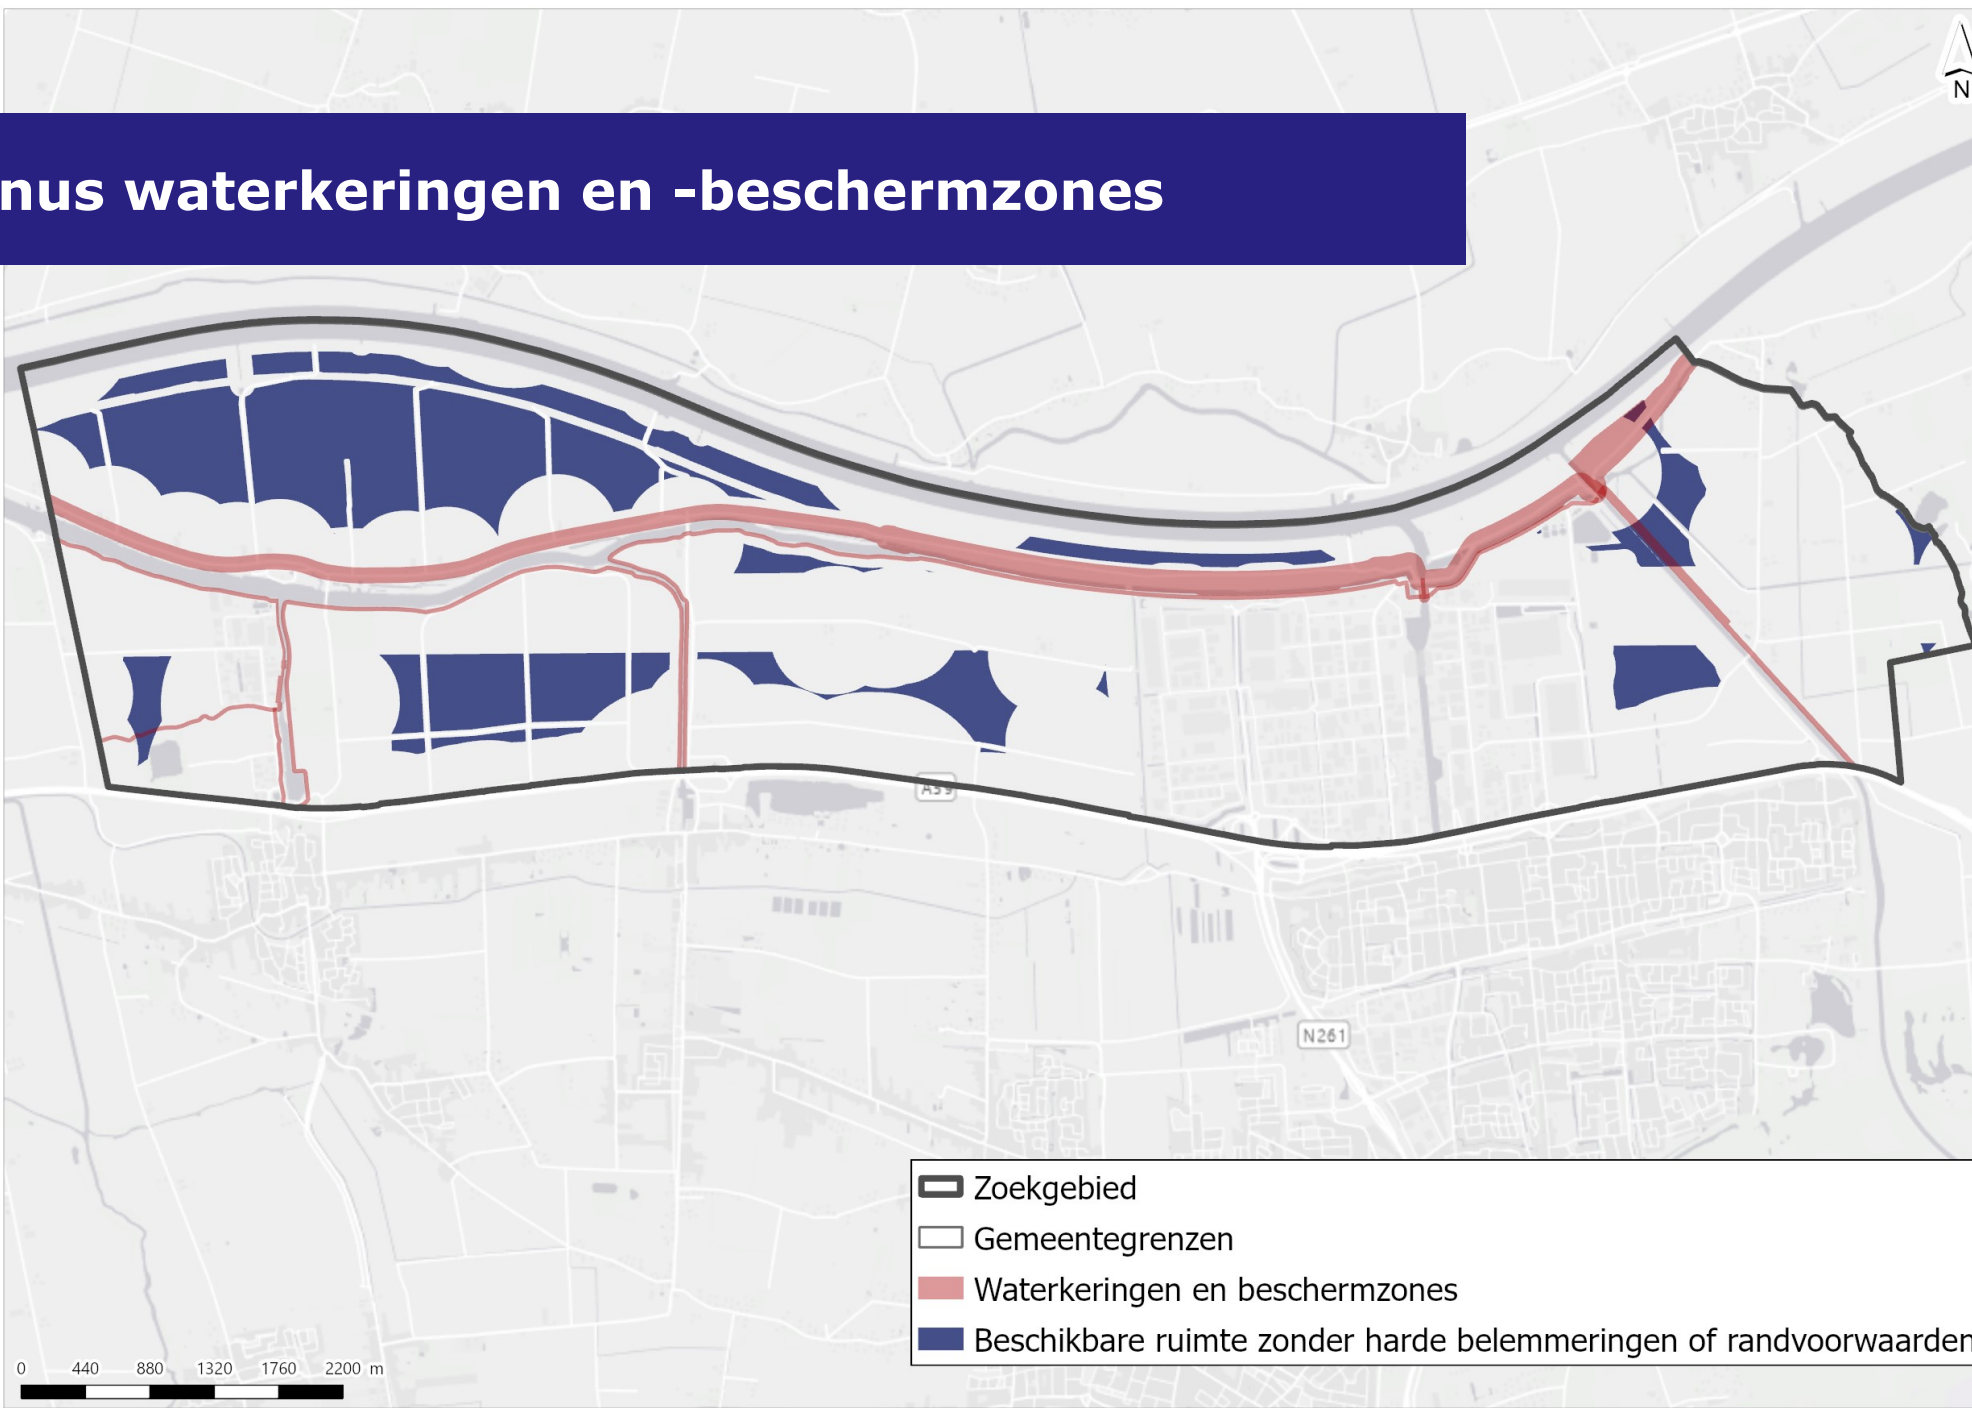 N
nus waterkeringen en -beschermzones
A59
N261
Zoekgebied
Gemeentegrenzen
Waterkeringen en beschermzones
Beschikbare ruimte zonder harde belemmeringen of randvoorwaarden
0 440 880 1320 1760 2200 m